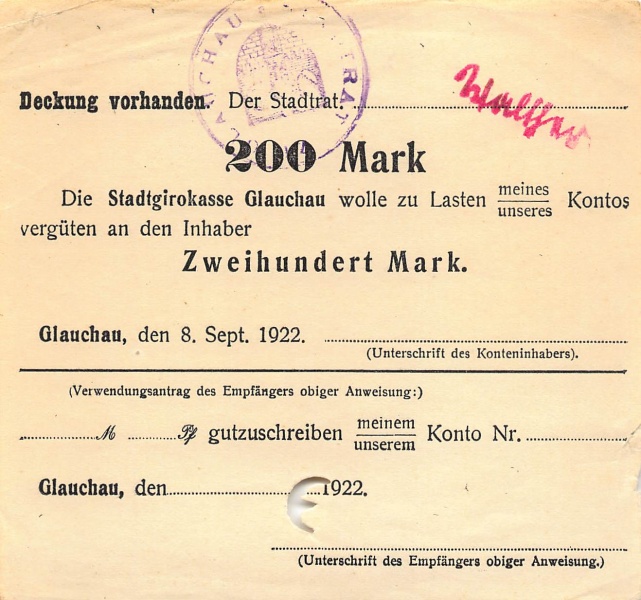 GLAUCHAU STADTRAT
Deckung vorhanden. Der Stadtrat:
200 Mark
Die Stadtgirokasse Glauchau wolle zu Lasten meines
unseres Kontos
vergüten an den Inhaber
Zweihundert Mark.
Glauchau, den 8. Sept. 1922.
(Unterschrift des Konteninhabers).
(Verwendungsantrag des Empfängers obiger Anweisung:)
M Pf gutzuschreiben meinem
unserem Konto Nr.
Glauchau, den 1922.
(Unterschrift des Empfängers obiger Anweisung.)